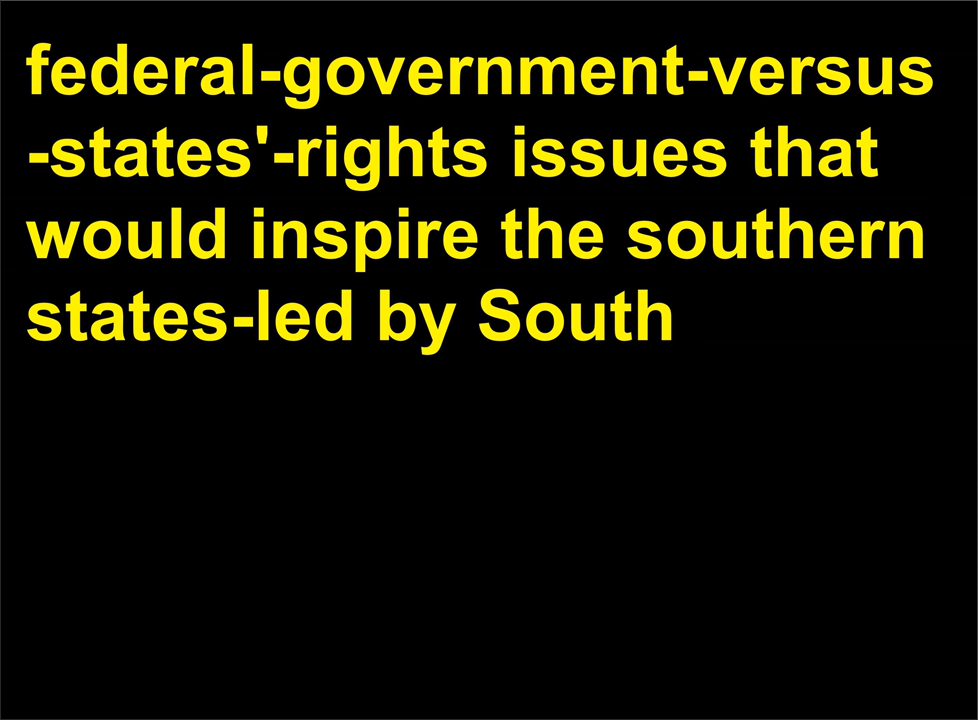 federal-government-versus
-states'-rights issues that
would inspire the southern
states-led by South